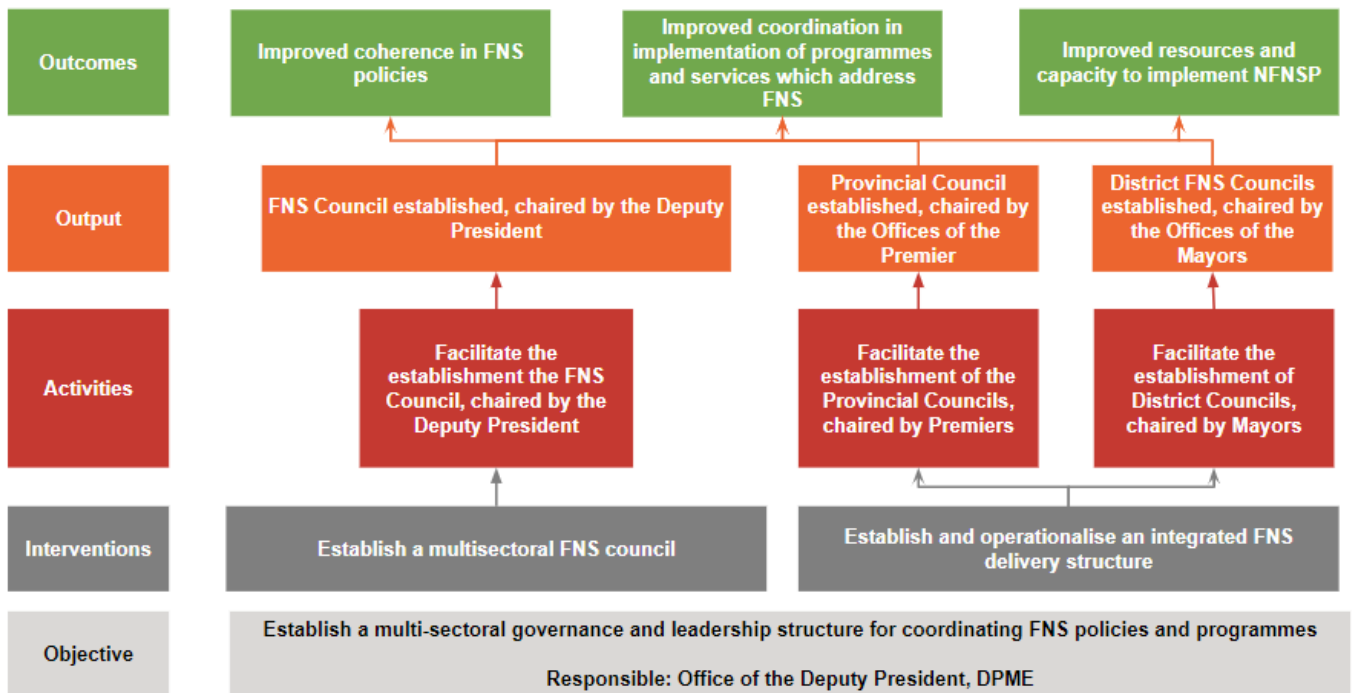 Outcomes
Improved coherence in FNS
policies
Improved coordination in
implementation of programmes
and services which address
FNS
Improved resources and
capacity to implement NFNSP
Output
FNS Council established, chaired by the Deputy
President
Provincial Council
established, chaired by
the Offices of the
Premier
District FNS Councils
established, chaired by
the Offices of the
Mayors
Activities
Facilitate the
establishment the FNS
Council, chaired by the
Deputy President
Facilitate the
establishment of the
Provincial Councils,
chaired by Premiers
Facilitate the
establishment of
District Councils,
chaired by Mayors
Interventions
Establish a multisectoral FNS council
Establish and operationalise an integrated FNS
delivery structure
Objective
Establish a multi-sectoral governance and leadership structure for coordinating FNS policies and programmes
Responsible: Office of the Deputy President, DPME